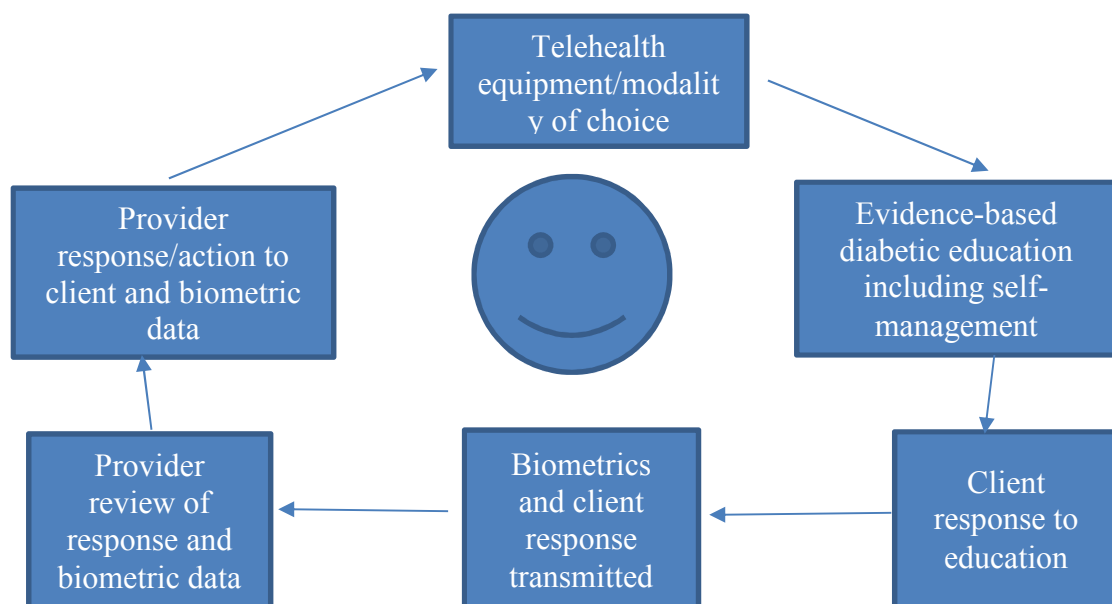 Telehealth
equipment/modalit
y of choice
Evidence-based
diabetic education
including self-
management
Client
response to
education
Biometrics
and client
response
transmitted
Provider
review of
response and
biometric data
Provider
response/action to
client and biometric
data